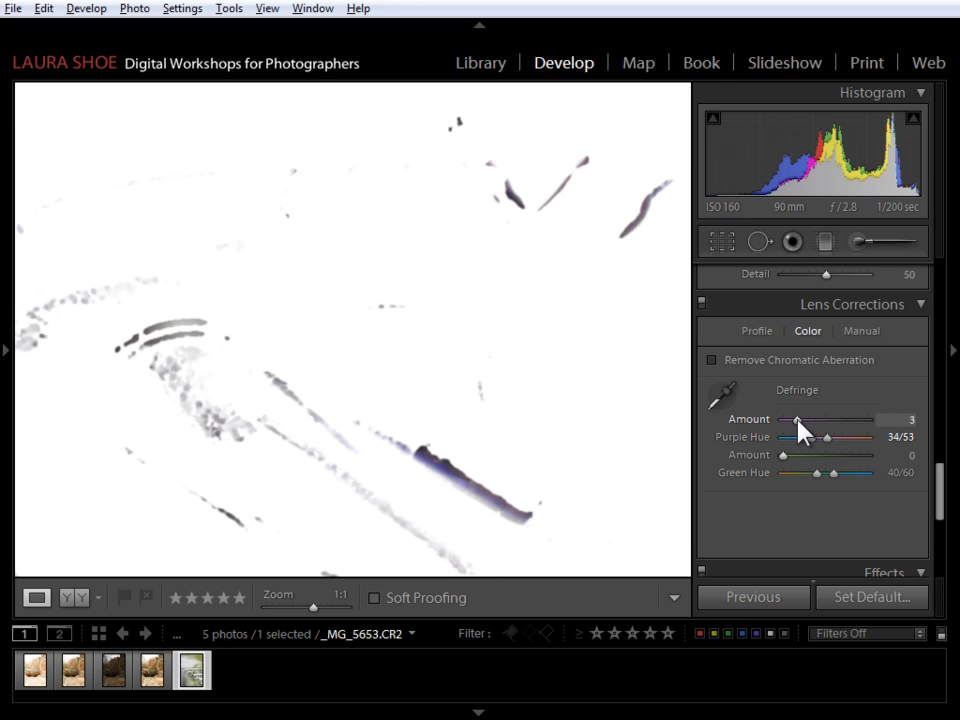 File Edit Develop Photo Settings Tools View Window Help
LAURA SHOE Digital Workshops for Photographers
Library Develop Map Book Slideshow Print Web
Histogram
ISO 160 90 mm ƒ / 2.8 1/200 sec
Detail 50
Lens Corrections
Profile Color Manual
Remove Chromatic Aberration
Defringe
Amount 3
Purple Hue 34/53
Amount 0
Green Hue 40/60
Effects
Previous Set Default...
YY Zoom 1:1 Soft Proofing
1 2 ... 5 photos /1 selected /_MG_5653.CR2 Filter : ≥ Filters Off